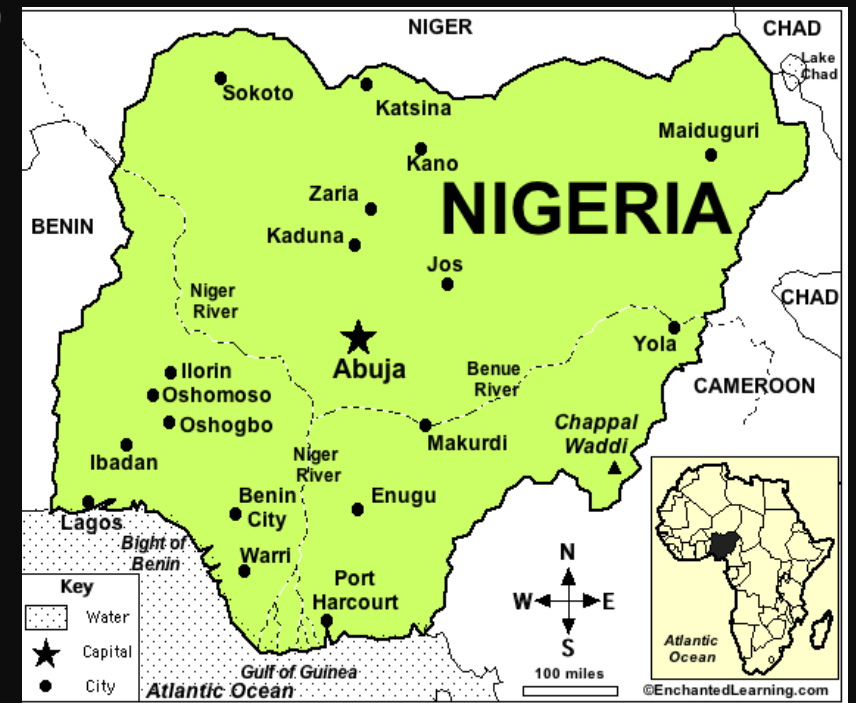 NIGER
CHAD
Lake
Chad
Sokoto
Katsina
Maiduguri
Kano
Zaria
NIGERIA
BENIN
Kaduna
Jos
Niger
River
CHAD
Abuja
Yola
Benue
River
Ilorin
Oshomoso
CAMEROON
Oshogbo
Chappal
Waddi
Makurdi
Ibadan
Niger
River
Benin
City
Enugu
Lagos
Bight of
Benin
Warri
Port
Harcourt
N
W E
S
Key
Water
Capital
City
Gulf of Guinea
Atlantic Ocean
100 miles
Atlantic
Ocean
©EnchantedLearning.com